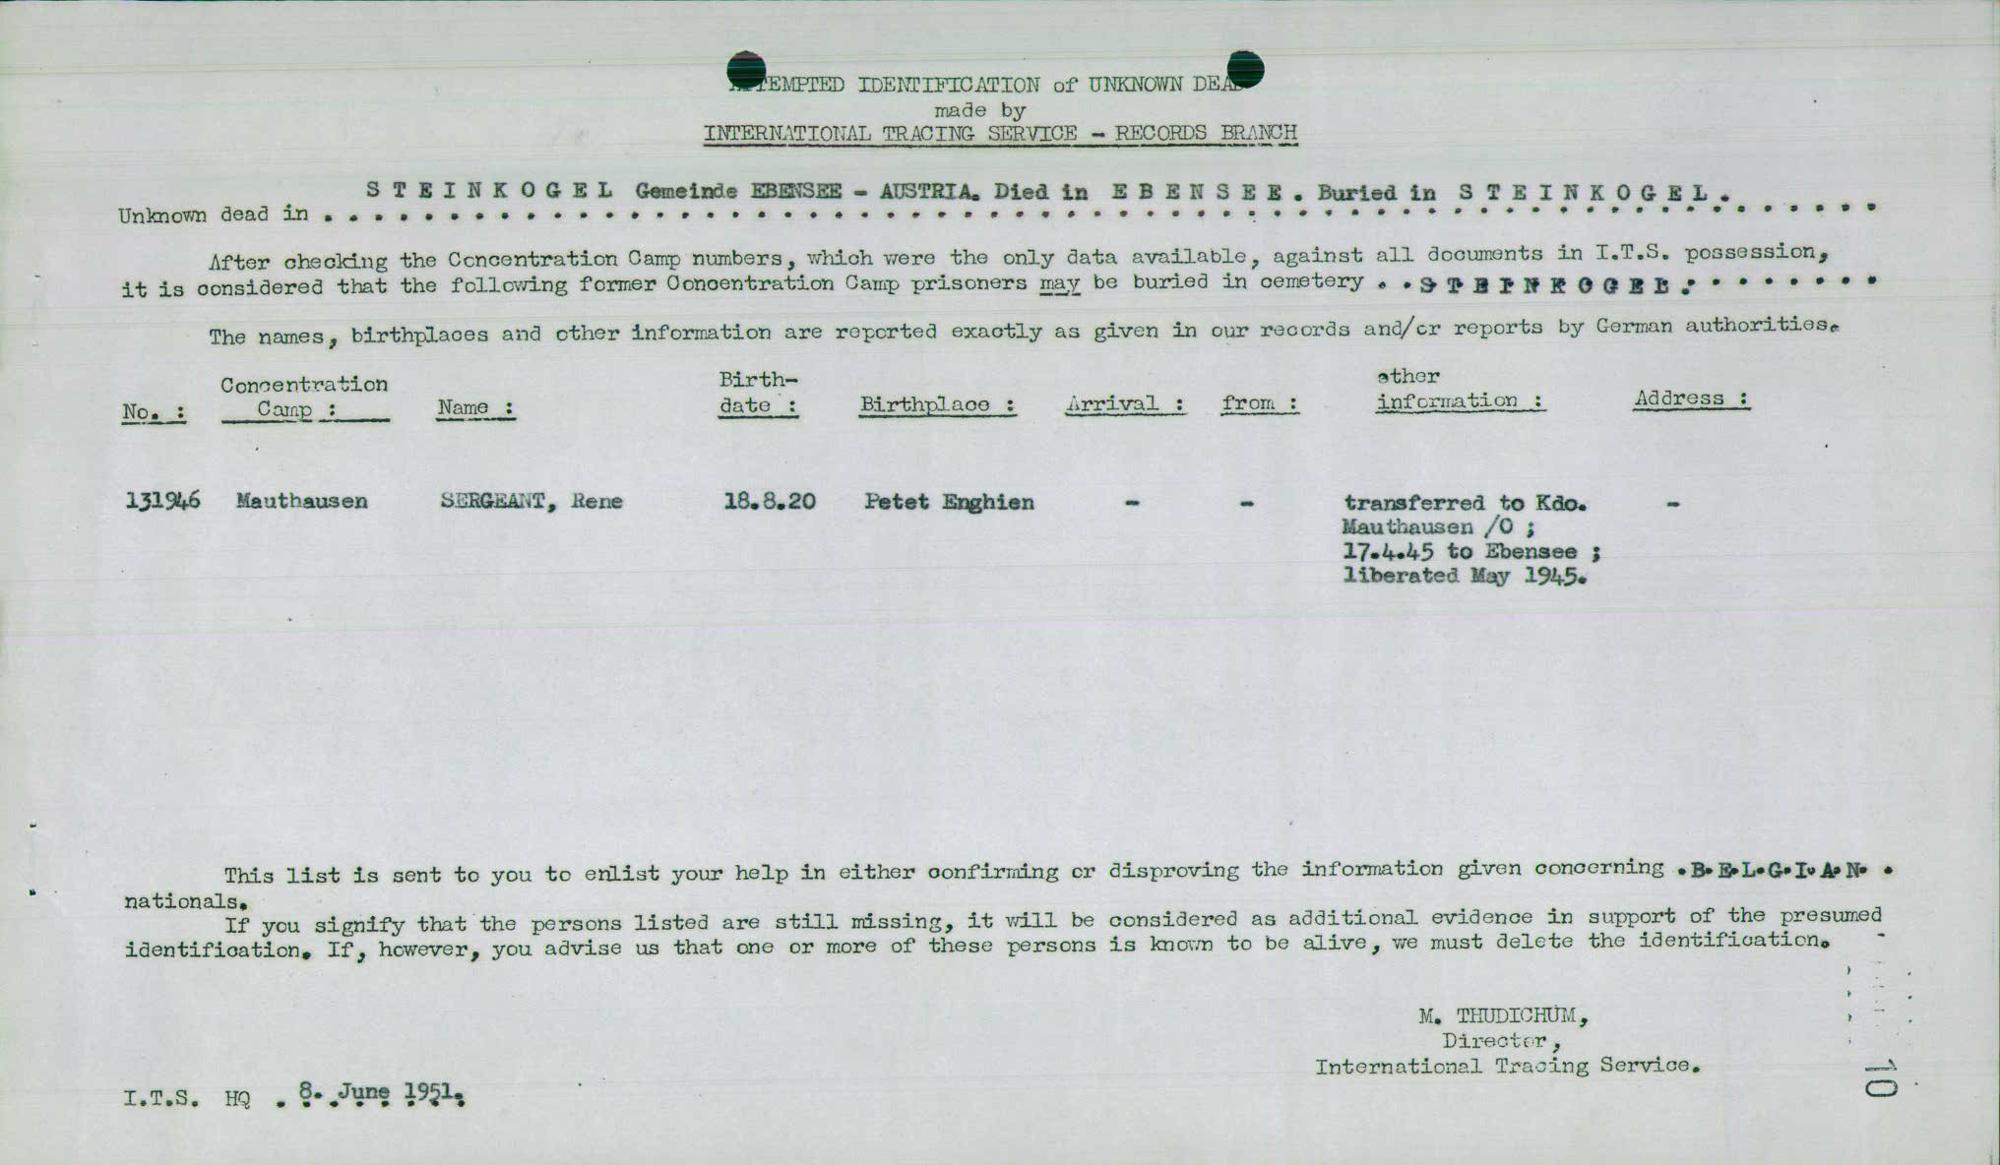 ATTEMPTED IDENTIFICATION of UNKNOWN DEAD
made by
INTERNATIONAL TRACING SERVICE - RECORDS BRANCH
S T E I N K O G E L Gemeinde EBENSEE - AUSTRIA. Died in E B E N S E E . Buried in S T E I N K O G E L .
Unknown dead in . . . . . . . . . . . . . . . . . . . . . . . . . . . . . . . . . . . . . . . . . . . . . . . . . . . . . . . . . . . .
After checking the Concentration Camp numbers, which were the only data available, against all documents in I.T.S. possession,
it is considered that the following former Concentration Camp prisoners may be buried in cemetery . . S T E I N K O G E L . . . . . . . .
The names, birthplaces and other information are reported exactly as given in our records and/or reports by German authorities.
No. : Concentration Camp : Name : Birth-date : Birthplace : Arrival : from : other information : Address :
131946 Mauthausen SERGEANT, Rene 18.8.20 Petet Enghien - - transferred to Kdo. -
Mauthausen /O ;
17.4.45 to Ebensee ;
liberated May 1945.
This list is sent to you to enlist your help in either confirming or disproving the information given concerning .B.E.L.G.I.A.N. .
nationals.
If you signify that the persons listed are still missing, it will be considered as additional evidence in support of the presumed
identification. If, however, you advise us that one or more of these persons is known to be alive, we must delete the identification.
M. THUDICHUM,
Director,
International Tracing Service.
I.T.S. HQ . 8. June 1951.
10